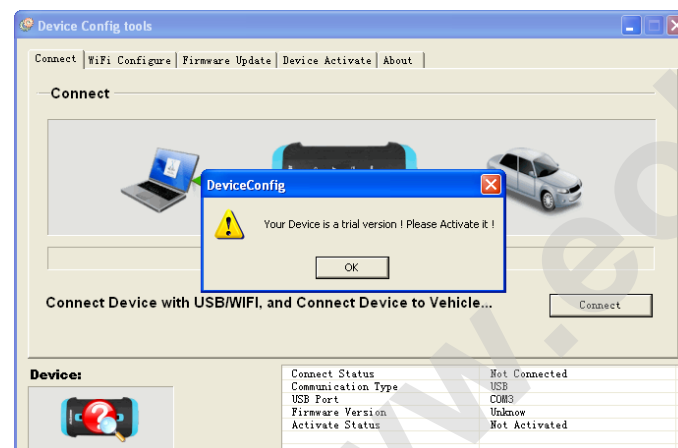 Device Config tools
Connect WiFi Configure Firmware Update Device Activate About
Connect
DeviceConfig
Your Device is a trial version ! Please Activate it !
OK
Connect Device with USB/WIFI, and Connect Device to Vehicle...
Connect
Device:
Connect Status Not Connected
Communication Type USB
USB Port COM3
Firmware Version Unknow
Activate Status Not Activated